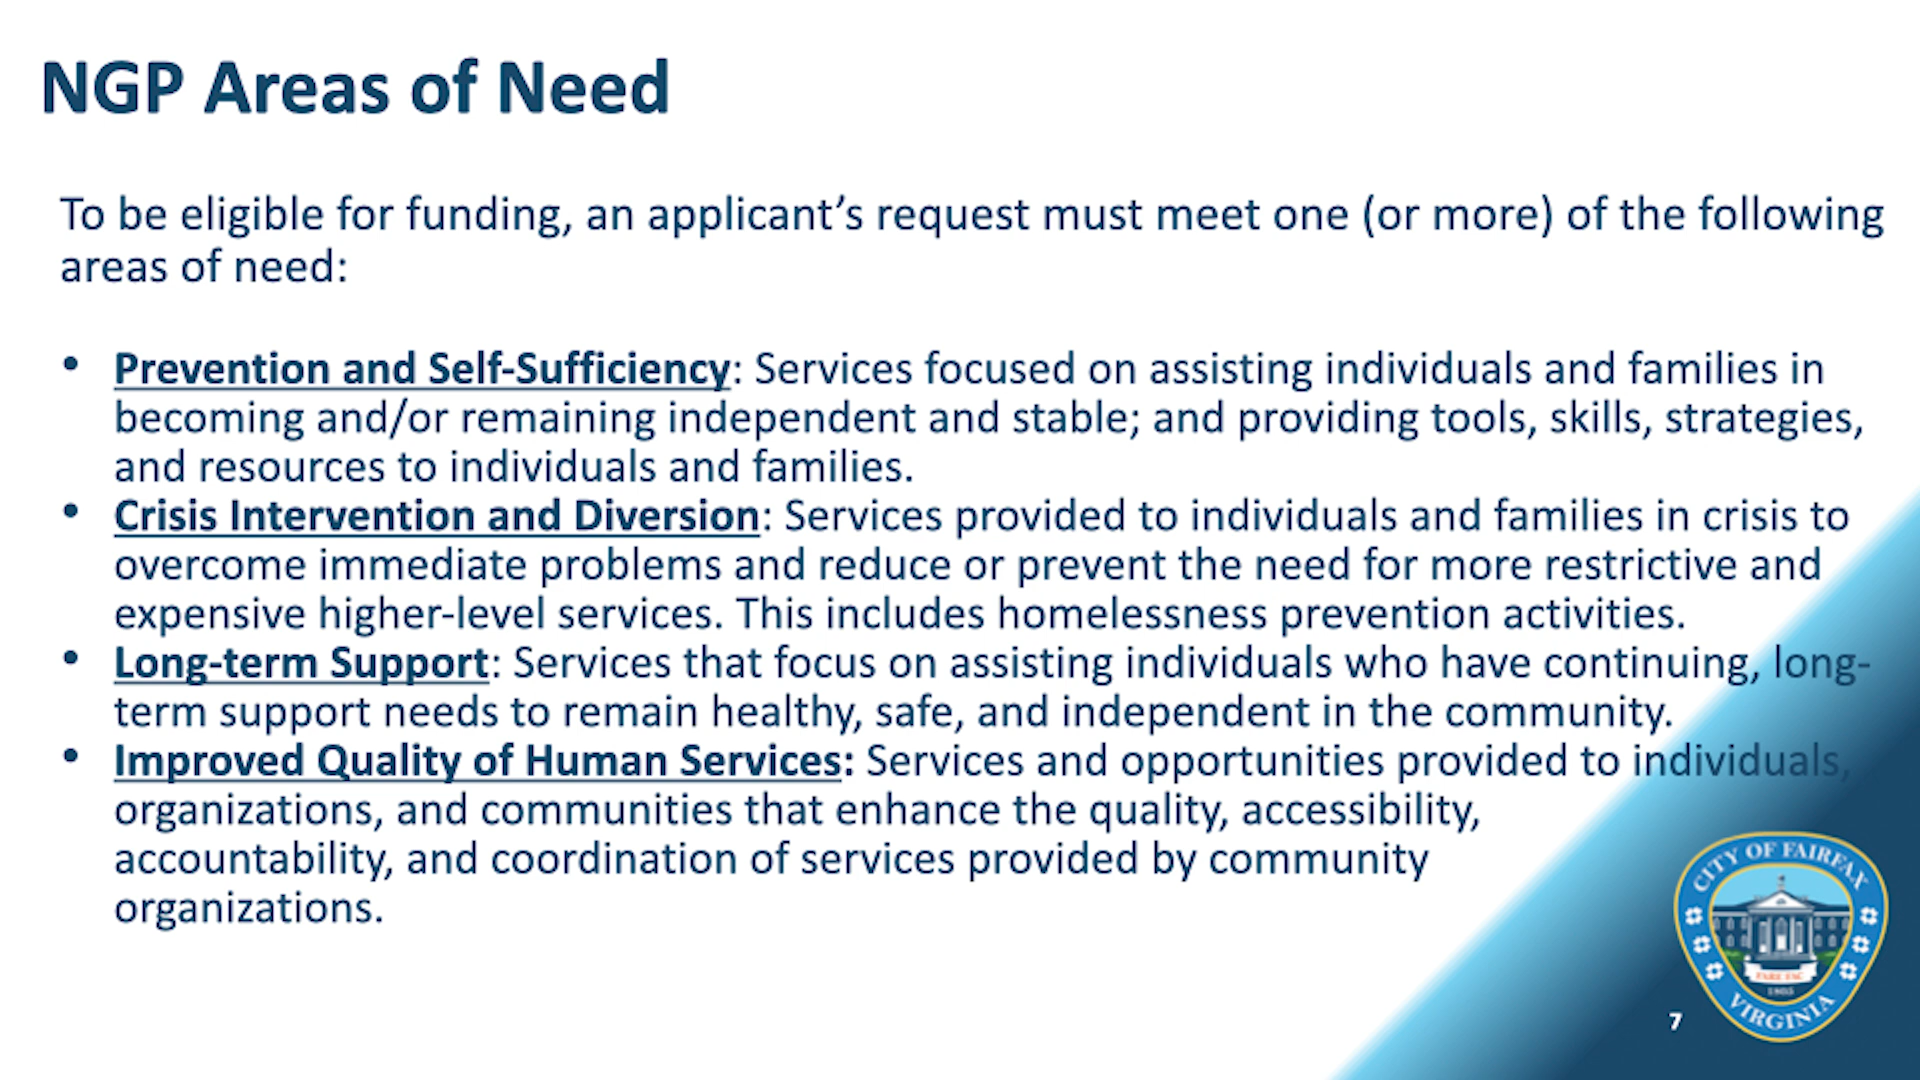 NGP Areas of Need
To be eligible for funding, an applicant’s request must meet one (or more) of the following
areas of need:
• Prevention and Self-Sufficiency: Services focused on assisting individuals and families in
becoming and/or remaining independent and stable; and providing tools, skills, strategies,
and resources to individuals and families.
• Crisis Intervention and Diversion: Services provided to individuals and families in crisis to
overcome immediate problems and reduce or prevent the need for more restrictive and
expensive higher-level services. This includes homelessness prevention activities.
• Long-term Support: Services that focus on assisting individuals who have continuing, long-
term support needs to remain healthy, safe, and independent in the community.
• Improved Quality of Human Services: Services and opportunities provided to individuals,
organizations, and communities that enhance the quality, accessibility,
accountability, and coordination of services provided by community
organizations.
CITY OF FAIRFAX
FARE FAC
1805
VIRGINIA
7